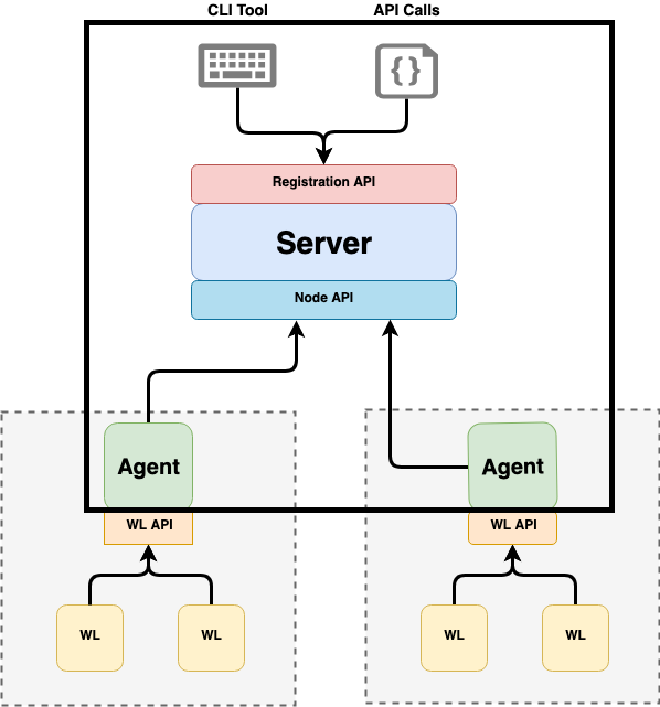 CLI Tool
API Calls
{}
Registration API
Server
Node API
Agent
Agent
WL API
WL API
WL
WL
WL
WL